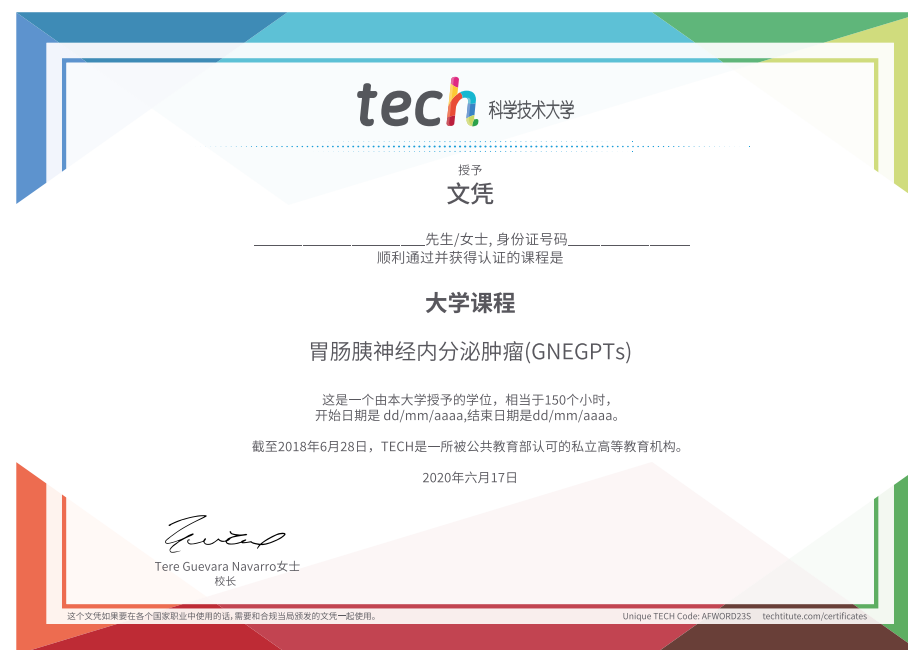 tech 科学技术大学
授予
文凭
______________________先生/女士, 身份证号码________________
顺利通过并获得认证的课程是
大学课程
胃肠胰神经内分泌肿瘤(GNEGPTs)
这是一个由本大学授予的学位，相当于150个小时，
开始日期是 dd/mm/aaaa,结束日期是dd/mm/aaaa。
截至2018年6月28日，TECH是一所被公共教育部认可的私立高等教育机构。
2020年六月17日
Tere Guevara Navarro女士
校长
这个文凭如果要在各个国家职业中使用的话,需要和合规当局颁发的文凭一起使用。
Unique TECH Code: AFWORD23S techtitute.com/certificates